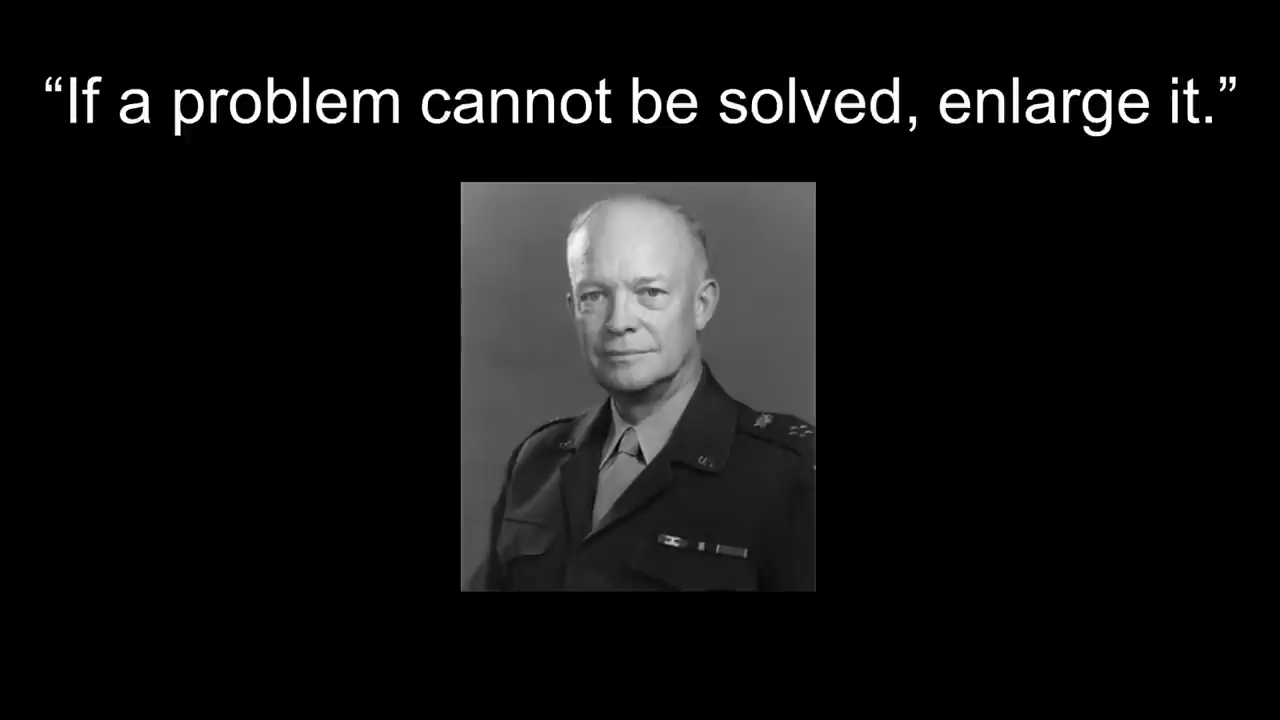 “If a problem cannot be solved, enlarge it.”